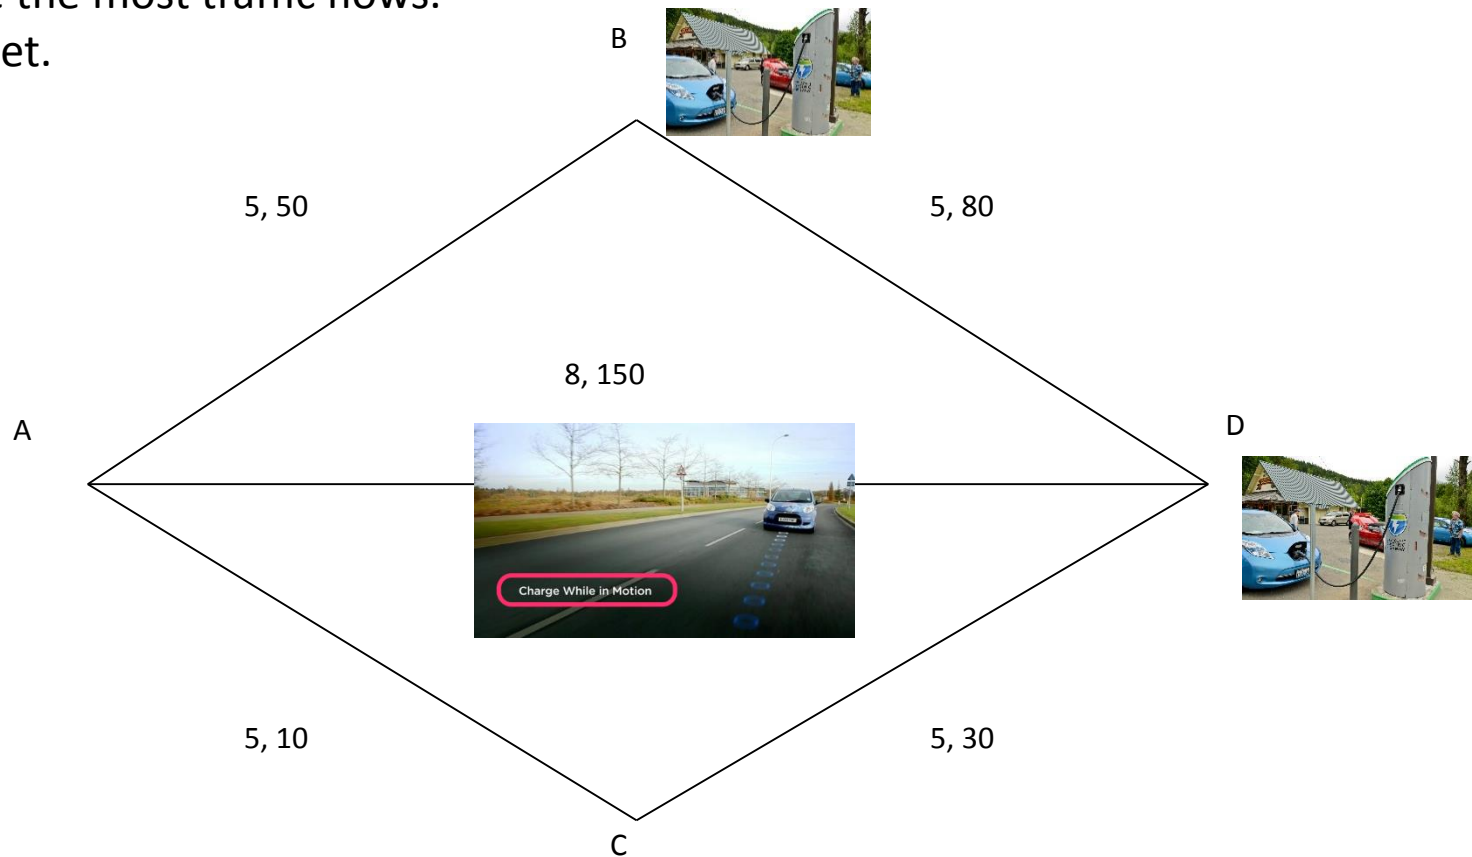 the most traffic flows.
et.
B
5, 50
5, 80
8, 150
A
D
Charge While in Motion
5, 10
5, 30
C